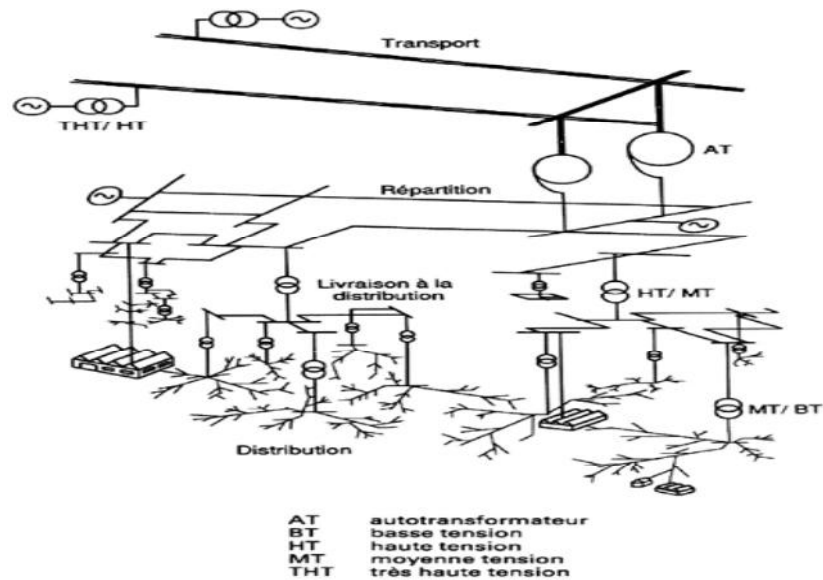 Transport
THT/ HT
AT
Répartition
Livraison à la
distribution
HT/ MT
MT/ BT
Distribution
AT autotransformateur
BT basse tension
HT haute tension
MT moyenne tension
THT très haute tension